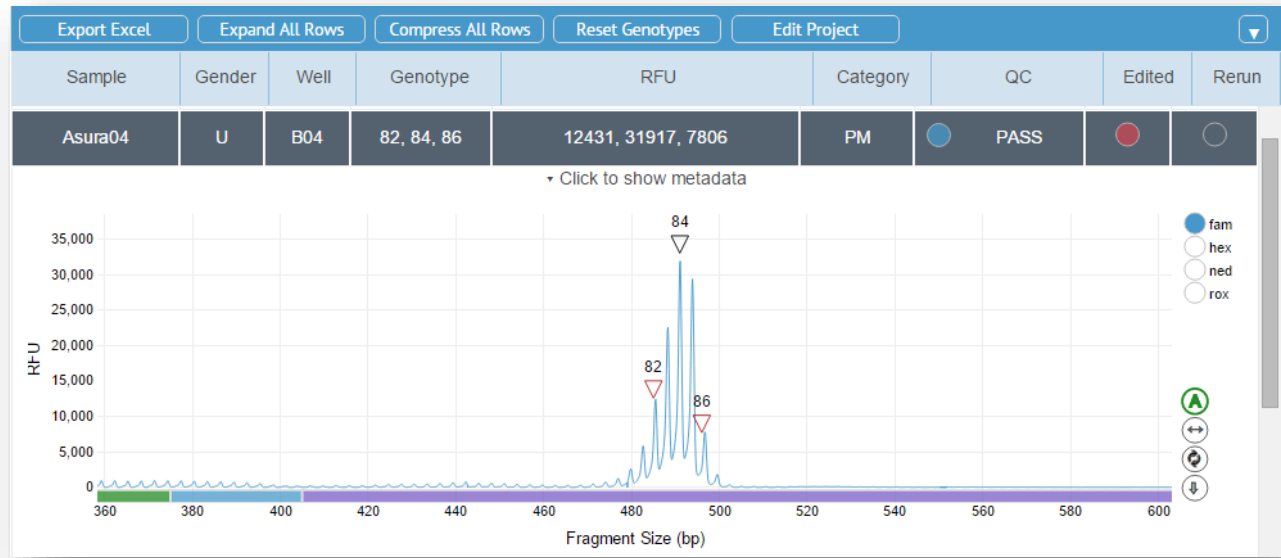 Export Excel Expand All Rows Compress All Rows Reset Genotypes Edit Project
Sample Gender Well Genotype RFU Category QC Edited Rerun
Asura04 U B04 82, 84, 86 12431, 31917, 7806 PM PASS
▾ Click to show metadata
84
82
86
35,000
30,000
25,000
20,000
15,000
10,000
5,000
0
RFU
360 380 400 420 440 460 480 500 520 540 560 580 600
Fragment Size (bp)
fam
hex
ned
rox
A